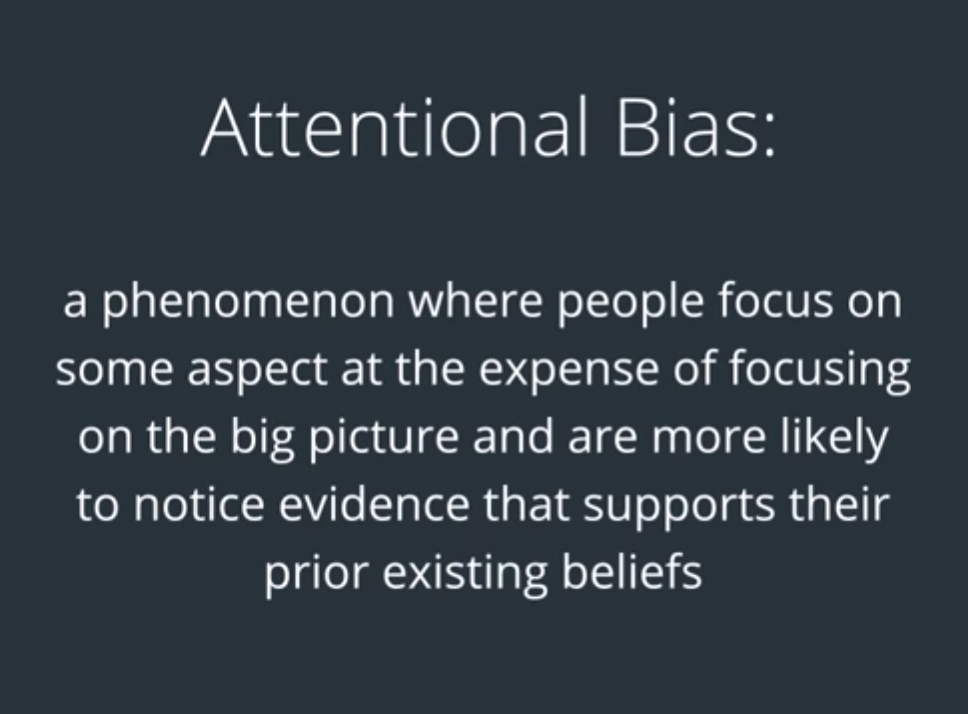 Attentional Bias:
a phenomenon where people focus on
some aspect at the expense of focusing
on the big picture and are more likely
to notice evidence that supports their
prior existing beliefs